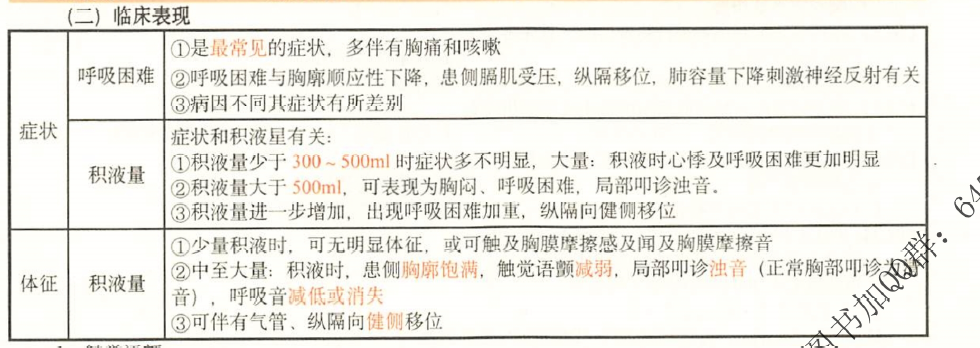 (二) 临床表现
症状
呼吸困难
①是最常见的症状，多伴有胸痛和咳嗽
②呼吸困难与胸廓顺应性下降，患侧膈肌受压，纵隔移位，肺容量下降刺激神经反射有关
③病因不同其症状有所差别
积液量
症状和积液星有关：
①积液量少于 300 ~ 500ml 时症状多不明显，大量：积液时心悸及呼吸困难更加明显
②积液量大于 500ml，可表现为胸闷、呼吸困难，局部叩诊浊音。
③积液量进一步增加，出现呼吸困难加重，纵隔向健侧移位
体征
积液量
①少量积液时，可无明显体征，或可触及胸膜摩擦感及闻及胸膜摩擦音
②中至大量：积液时，患侧胸廓饱满，触觉语颤减弱，局部叩诊浊音（正常胸部叩诊为
音），呼吸音减低或消失
③可伴有气管、纵隔向健侧移位
图书加QQ群：